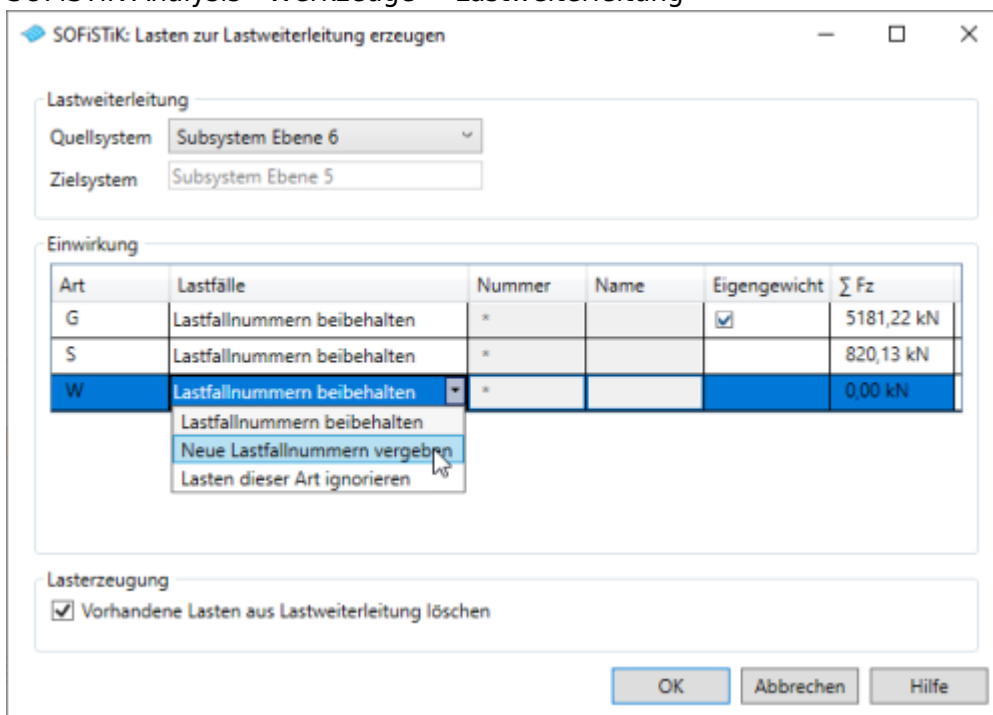 SOFiSTiK: Lasten zur Lastweiterleitung erzeugen
Lastweiterleitung
Quellsystem Subsystem Ebene 6
Zielsystem Subsystem Ebene 5
Einwirkung
Art Lastfälle Nummer Name Eigengewicht ∑ Fz
G Lastfallnummern beibehalten * 5181,22 kN
S Lastfallnummern beibehalten * 820,13 kN
W Lastfallnummern beibehalten * 0,00 kN
Lastfallnummern beibehalten
Neue Lastfallnummern vergeben
Lasten dieser Art ignorieren
Lasterzeugung
Vorhandene Lasten aus Lastweiterleitung löschen
OK Abbrechen Hilfe